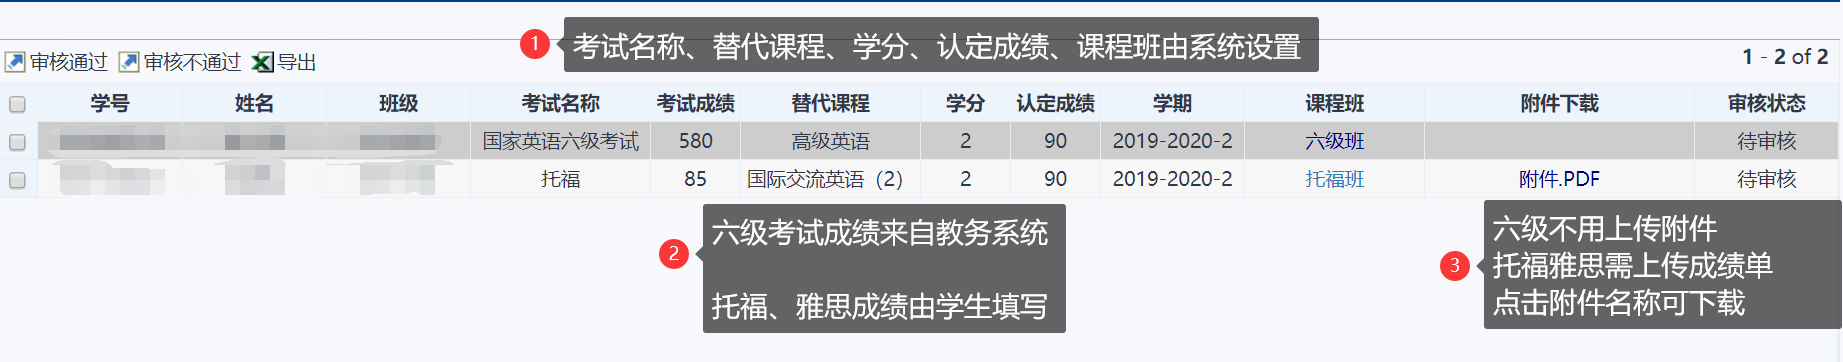 1 考试名称、替代课程、学分、认定成绩、课程班由系统设置
审核通过 审核不通过 导出 1 - 2 of 2
学号 姓名 班级 考试名称 考试成绩 替代课程 学分 认定成绩 学期 课程班 附件下载 审核状态
国家英语六级考试 580 高级英语 2 90 2019-2020-2 六级班 待审核
托福 85 国际交流英语（2） 2 90 2019-2020-2 托福班 附件.PDF 待审核
2 六级考试成绩来自教务系统
托福、雅思成绩由学生填写
3 六级不用上传附件
托福雅思需上传成绩单
点击附件名称可下载